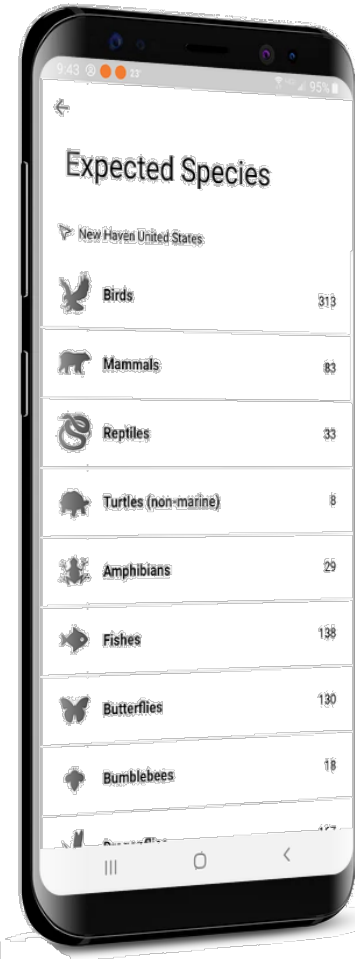 9:43 23° 95%
Expected Species
New Haven United States
Birds 313
Mammals 83
Reptiles 33
Turtles (non-marine) 8
Amphibians 29
Fishes 138
Butterflies 130
Bumblebees 18